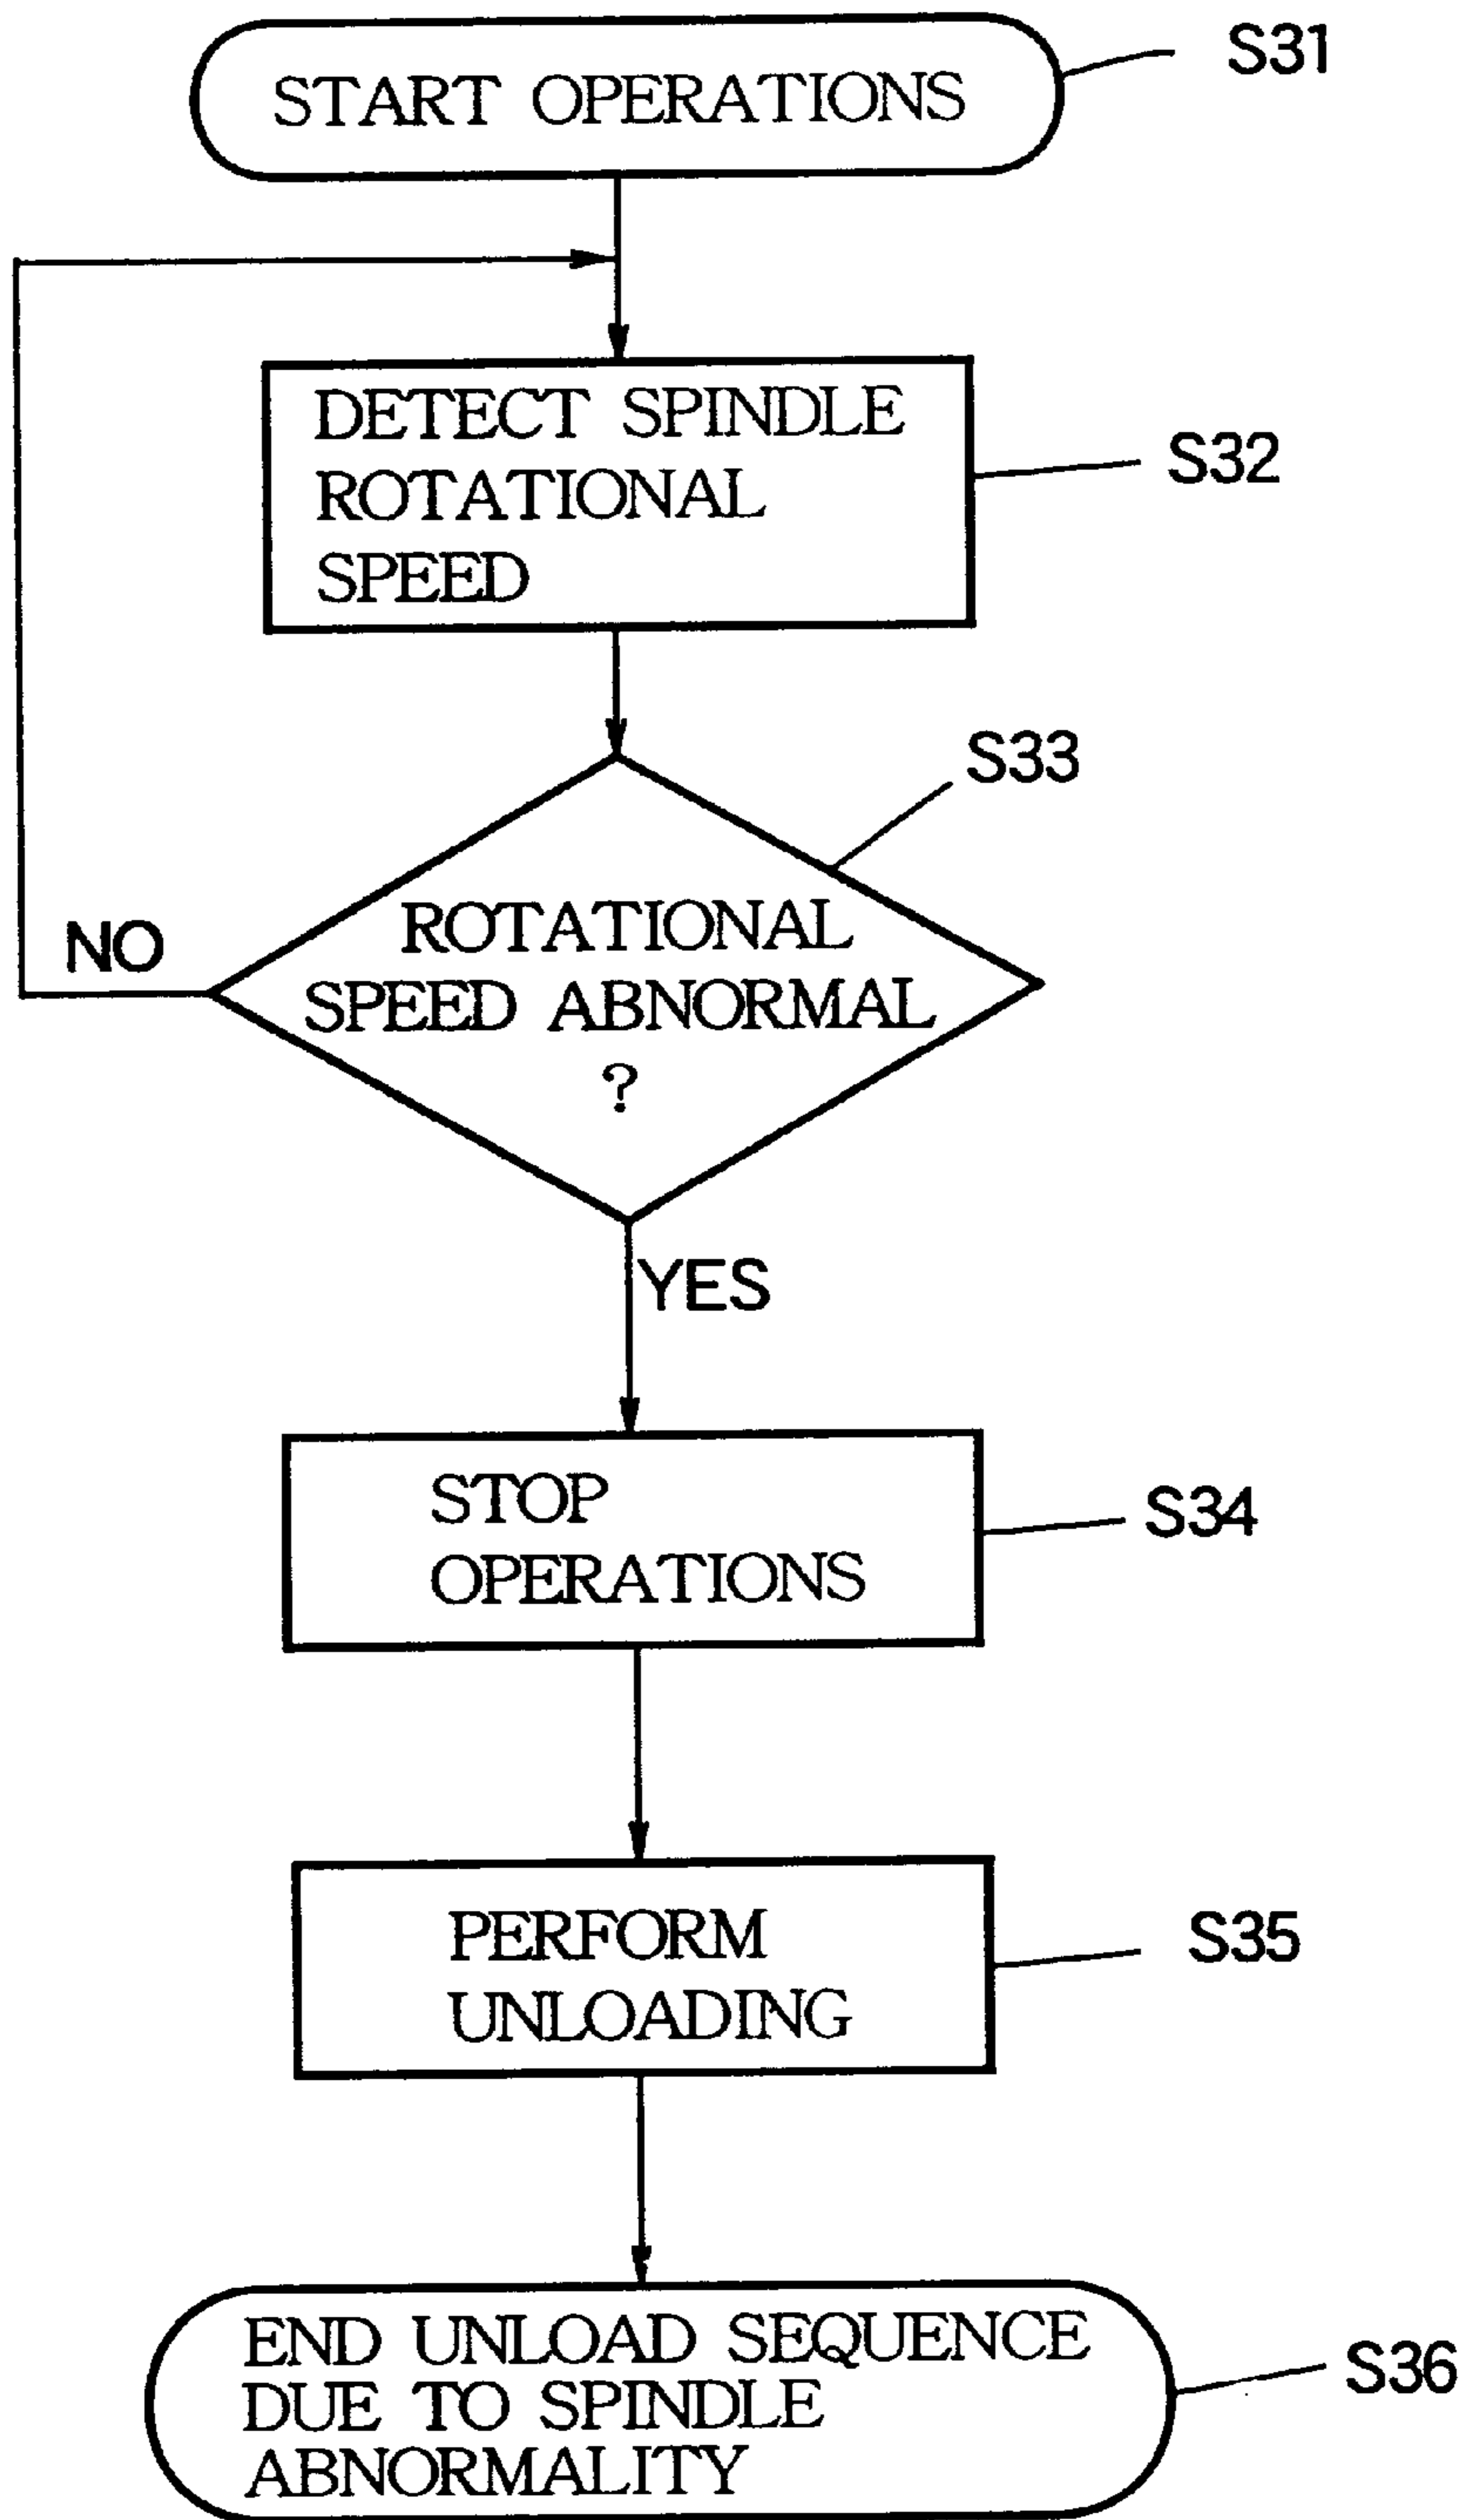 START OPERATIONS
S31
DETECT SPINDLE
ROTATIONAL
SPEED
S32
S33
ROTATIONAL
SPEED ABNORMAL
?
NO
YES
STOP
OPERATIONS
S34
PERFORM
UNLOADING
S35
END UNLOAD SEQUENCE
DUE TO SPINDLE
ABNORMALITY
S36